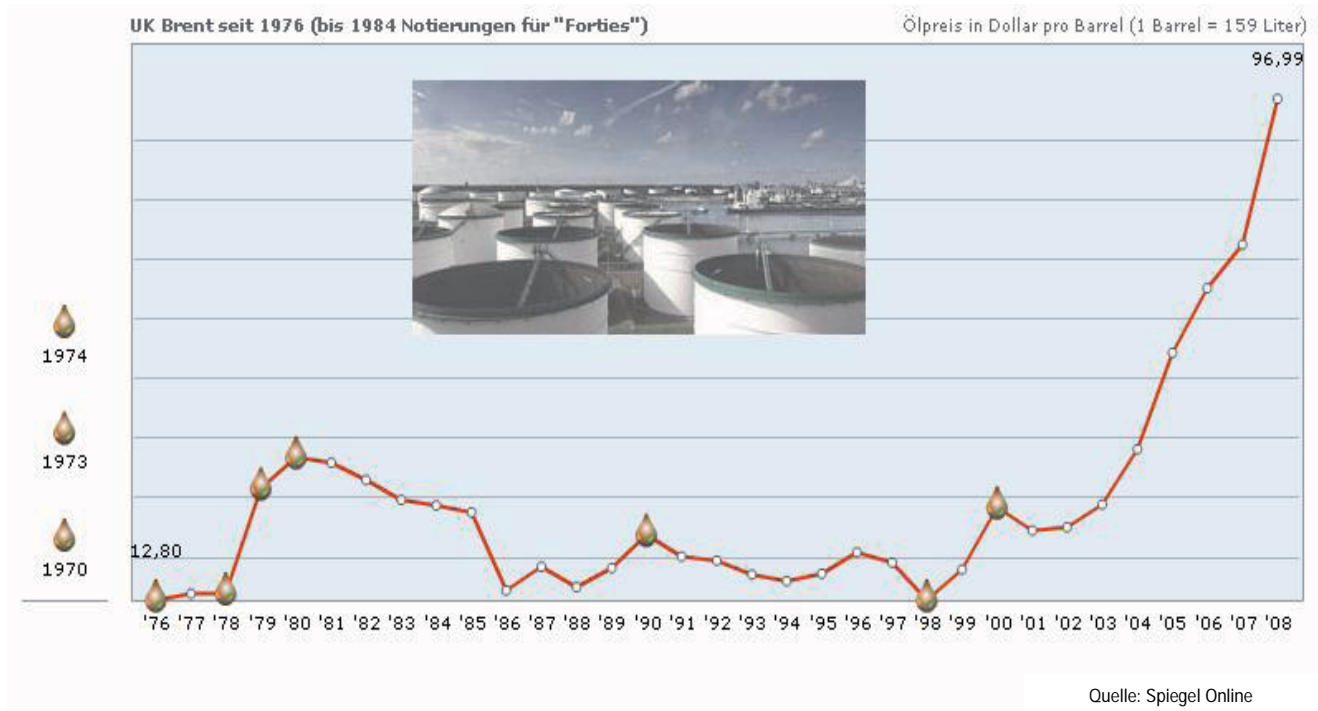 UK Brent seit 1976 (bis 1984 Notierungen für "Forties")
Ölpreis in Dollar pro Barrel (1 Barrel = 159 Liter)
96,99
1974
1973
12,80
1970
'76 '77 '78 '79 '80 '81 '82 '83 '84 '85 '86 '87 '88 '89 '90 '91 '92 '93 '94 '95 '96 '97 '98 '99 '00 '01 '02 '03 '04 '05 '06 '07 '08
Quelle: Spiegel Online